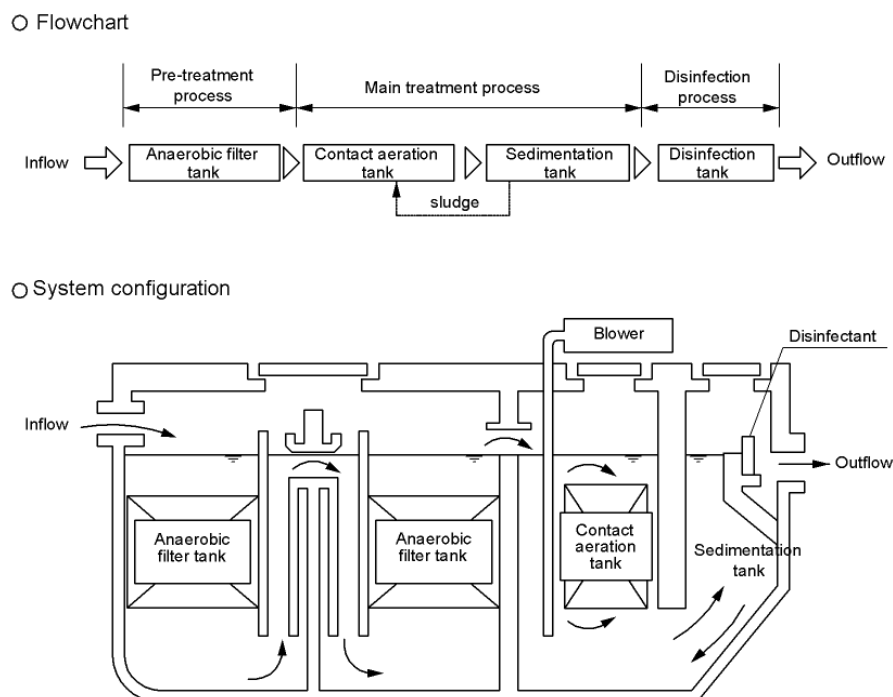 Flowchart
Pre-treatment
process
Main treatment process
Disinfection
process
Inflow
Anaerobic filter
tank
Contact aeration
tank
Sedimentation
tank
Disinfection
tank
Outflow
sludge
System configuration
Blower
Disinfectant
Inflow
Outflow
Anaerobic
filter tank
Anaerobic
filter tank
Contact
aeration
tank
Sedimentation
tank